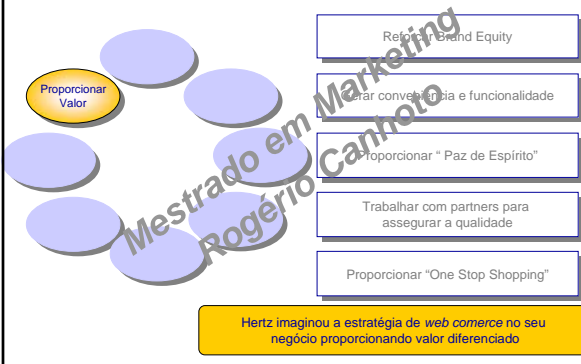 Proporcionar
Valor
Reforçar Brand Equity
Gerar conveniência e funcionalidade
Proporcionar “ Paz de Espírito”
Trabalhar com partners para
assegurar a qualidade
Proporcionar “One Stop Shopping”
Hertz imaginou a estratégia de web comerce no seu
negócio proporcionando valor diferenciado
Mestrado em Marketing
Rogério Canhoto